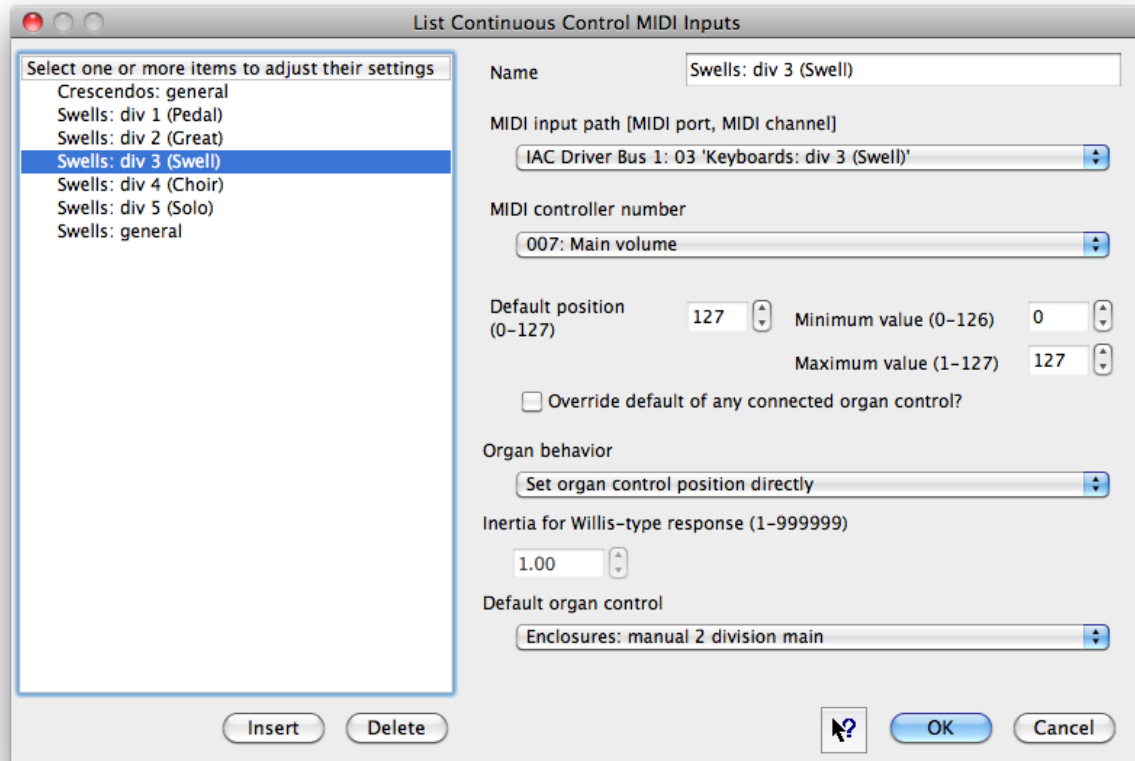 List Continuous Control MIDI Inputs
Select one or more items to adjust their settings
Crescendos: general
Swells: div 1 (Pedal)
Swells: div 2 (Great)
Swells: div 3 (Swell)
Swells: div 4 (Choir)
Swells: div 5 (Solo)
Swells: general
Insert
Delete
Name
Swells: div 3 (Swell)
MIDI input path [MIDI port, MIDI channel]
IAC Driver Bus 1: 03 'Keyboards: div 3 (Swell)'
MIDI controller number
007: Main volume
Default position
(0-127)
127
Minimum value (0-126)
0
Maximum value (1-127)
127
Override default of any connected organ control?
Organ behavior
Set organ control position directly
Inertia for Willis-type response (1-999999)
1.00
Default organ control
Enclosures: manual 2 division main
?
OK
Cancel